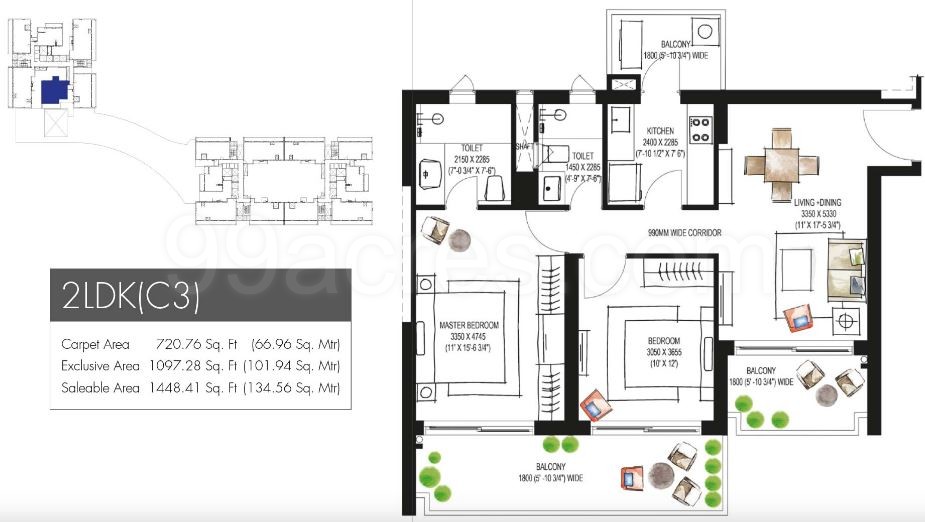 2LDK(C3)
Carpet Area 720.76 Sq. Ft (66.96 Sq. Mtr)
Exclusive Area 1097.28 Sq. Ft (101.94 Sq. Mtr)
Saleable Area 1448.41 Sq. Ft (134.56 Sq. Mtr)
BALCONY
1800 (5'-10 3/4") WIDE
TOILET
2150 X 2285
(7'-0 3/4" X 7'-6")
SHAFT
TOILET
1450 X 2285
(4'-9" X 7'-6")
KITCHEN
2400 X 2285
(7'-10 1/2" X 7' 6")
LIVING +DINING
3350 X 5330
(11' X 17'-5 3/4")
990MM WIDE CORRIDOR
MASTER BEDROOM
3350 X 4745
(11" X 15'-6 3/4")
BEDROOM
3050 X 3655
(10' X 12')
BALCONY
1800 (5'-10 3/4") WIDE
BALCONY
1800 (5'-10 3/4") WIDE
99acres.com